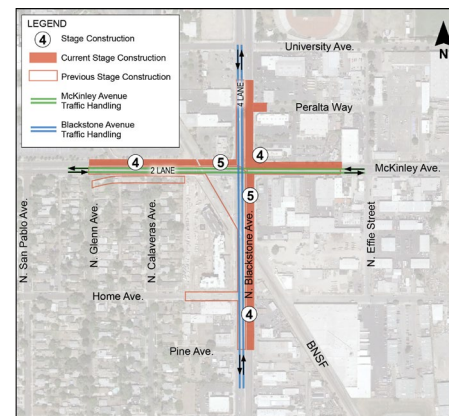 LEGEND
4 Stage Construction
Current Stage Construction
Previous Stage Construction
McKinley Avenue
Traffic Handling
Blackstone Avenue
Traffic Handling
University Ave.
N
4 LANE
Peralta Way
4
5
4
2 LANE
McKinley Ave.
5
N. San Pablo Ave.
N. Glenn Ave.
N. Calaveras Ave.
N. Blackstone Ave.
N. Effie Street
Home Ave.
4
BNSF
Pine Ave.